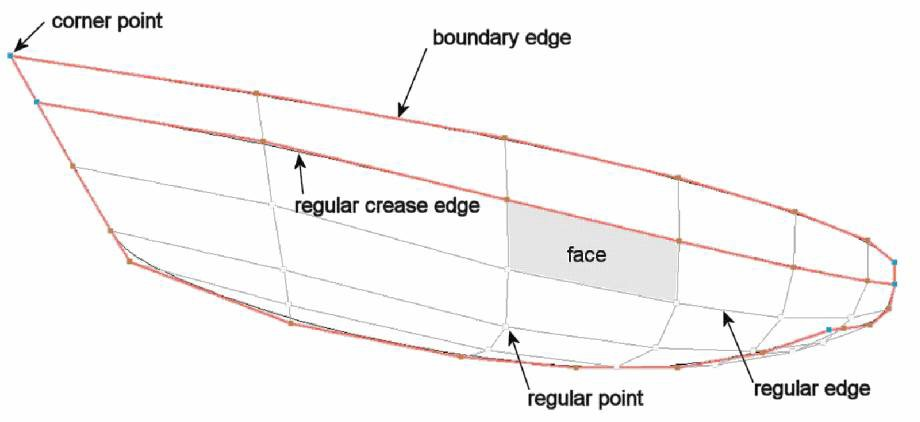 corner point
boundary edge
regular crease edge
face
regular edge
regular point